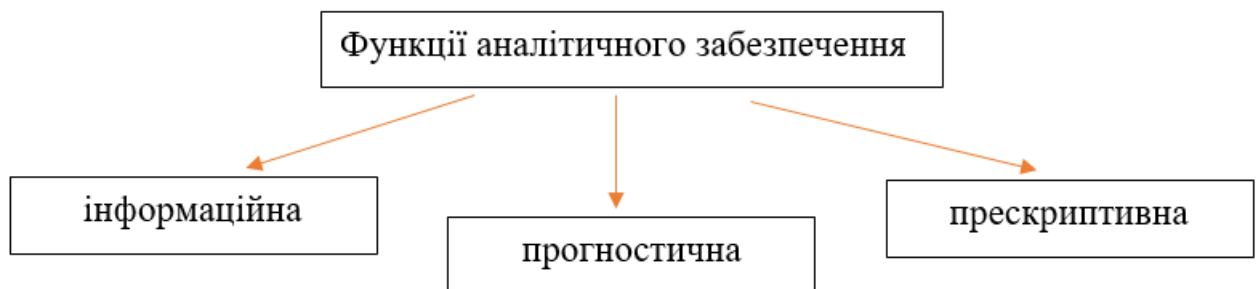 Функції аналітичного забезпечення
інформаційна
прогностична
прескриптивна